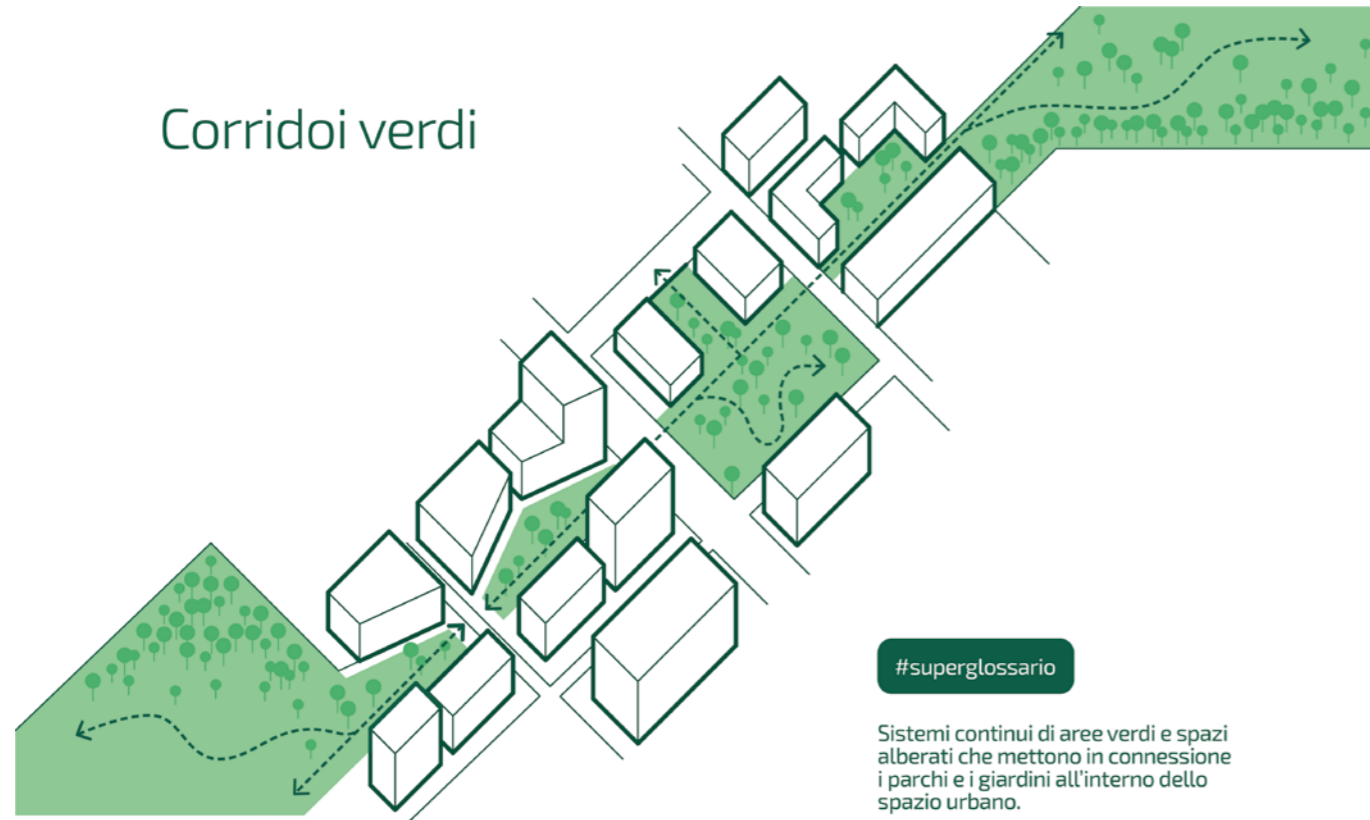 Corridoi verdi
#superglossario
Sistemi continui di aree verdi e spazi
alberati che mettono in connessione
i parchi e i giardini all'interno dello
spazio urbano.